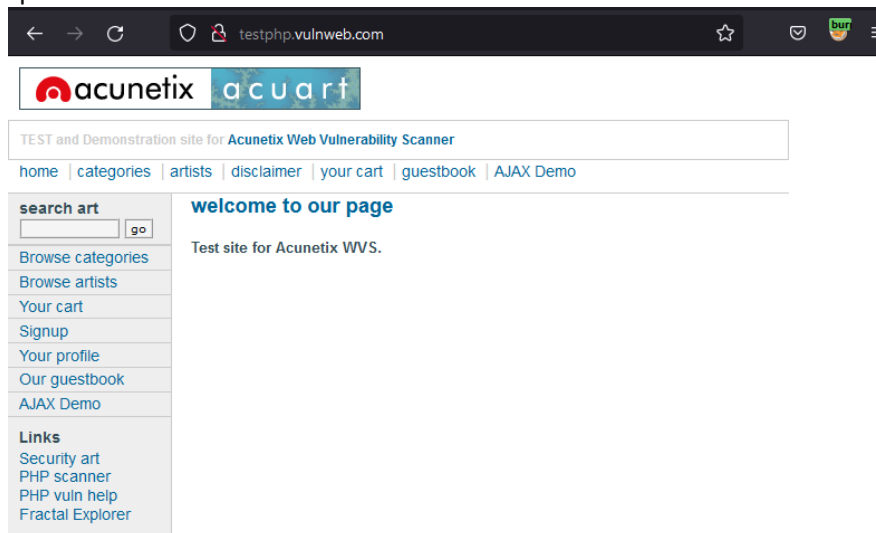 testphp.vulnweb.com
burp
acunetix acuart
TEST and Demonstration site for Acunetix Web Vulnerability Scanner
home | categories | artists | disclaimer | your cart | guestbook | AJAX Demo
search art
go
Browse categories
Browse artists
Your cart
Signup
Your profile
Our guestbook
AJAX Demo
Links
Security art
PHP scanner
PHP vuln help
Fractal Explorer
welcome to our page
Test site for Acunetix WVS.